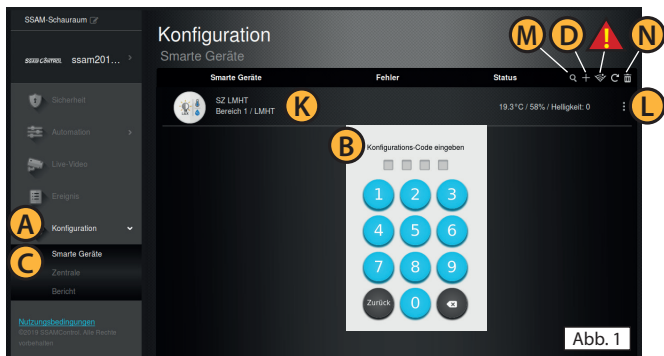 SSAM-Schauraum
SSAM CONTROL ssam201...
Sicherheit
Automation
Live-Video
Ereignis
A Konfiguration
C Smarte Geräte
Zentrale
Bericht
Nutzungsbedingungen
©2018 SSAMControl. Alle Rechte
vorbehalten
Konfiguration
Smarte Geräte
M D ! N
Smarte Geräte Fehler Status
SZ LMHT
Bereich 1 / LMHT
K
19.3°C / 58% / Helligkeit: 0
L
B
Konfigurations-Code eingeben
1 2 3
4 5 6
7 8 9
Zurück 0
Abb. 1